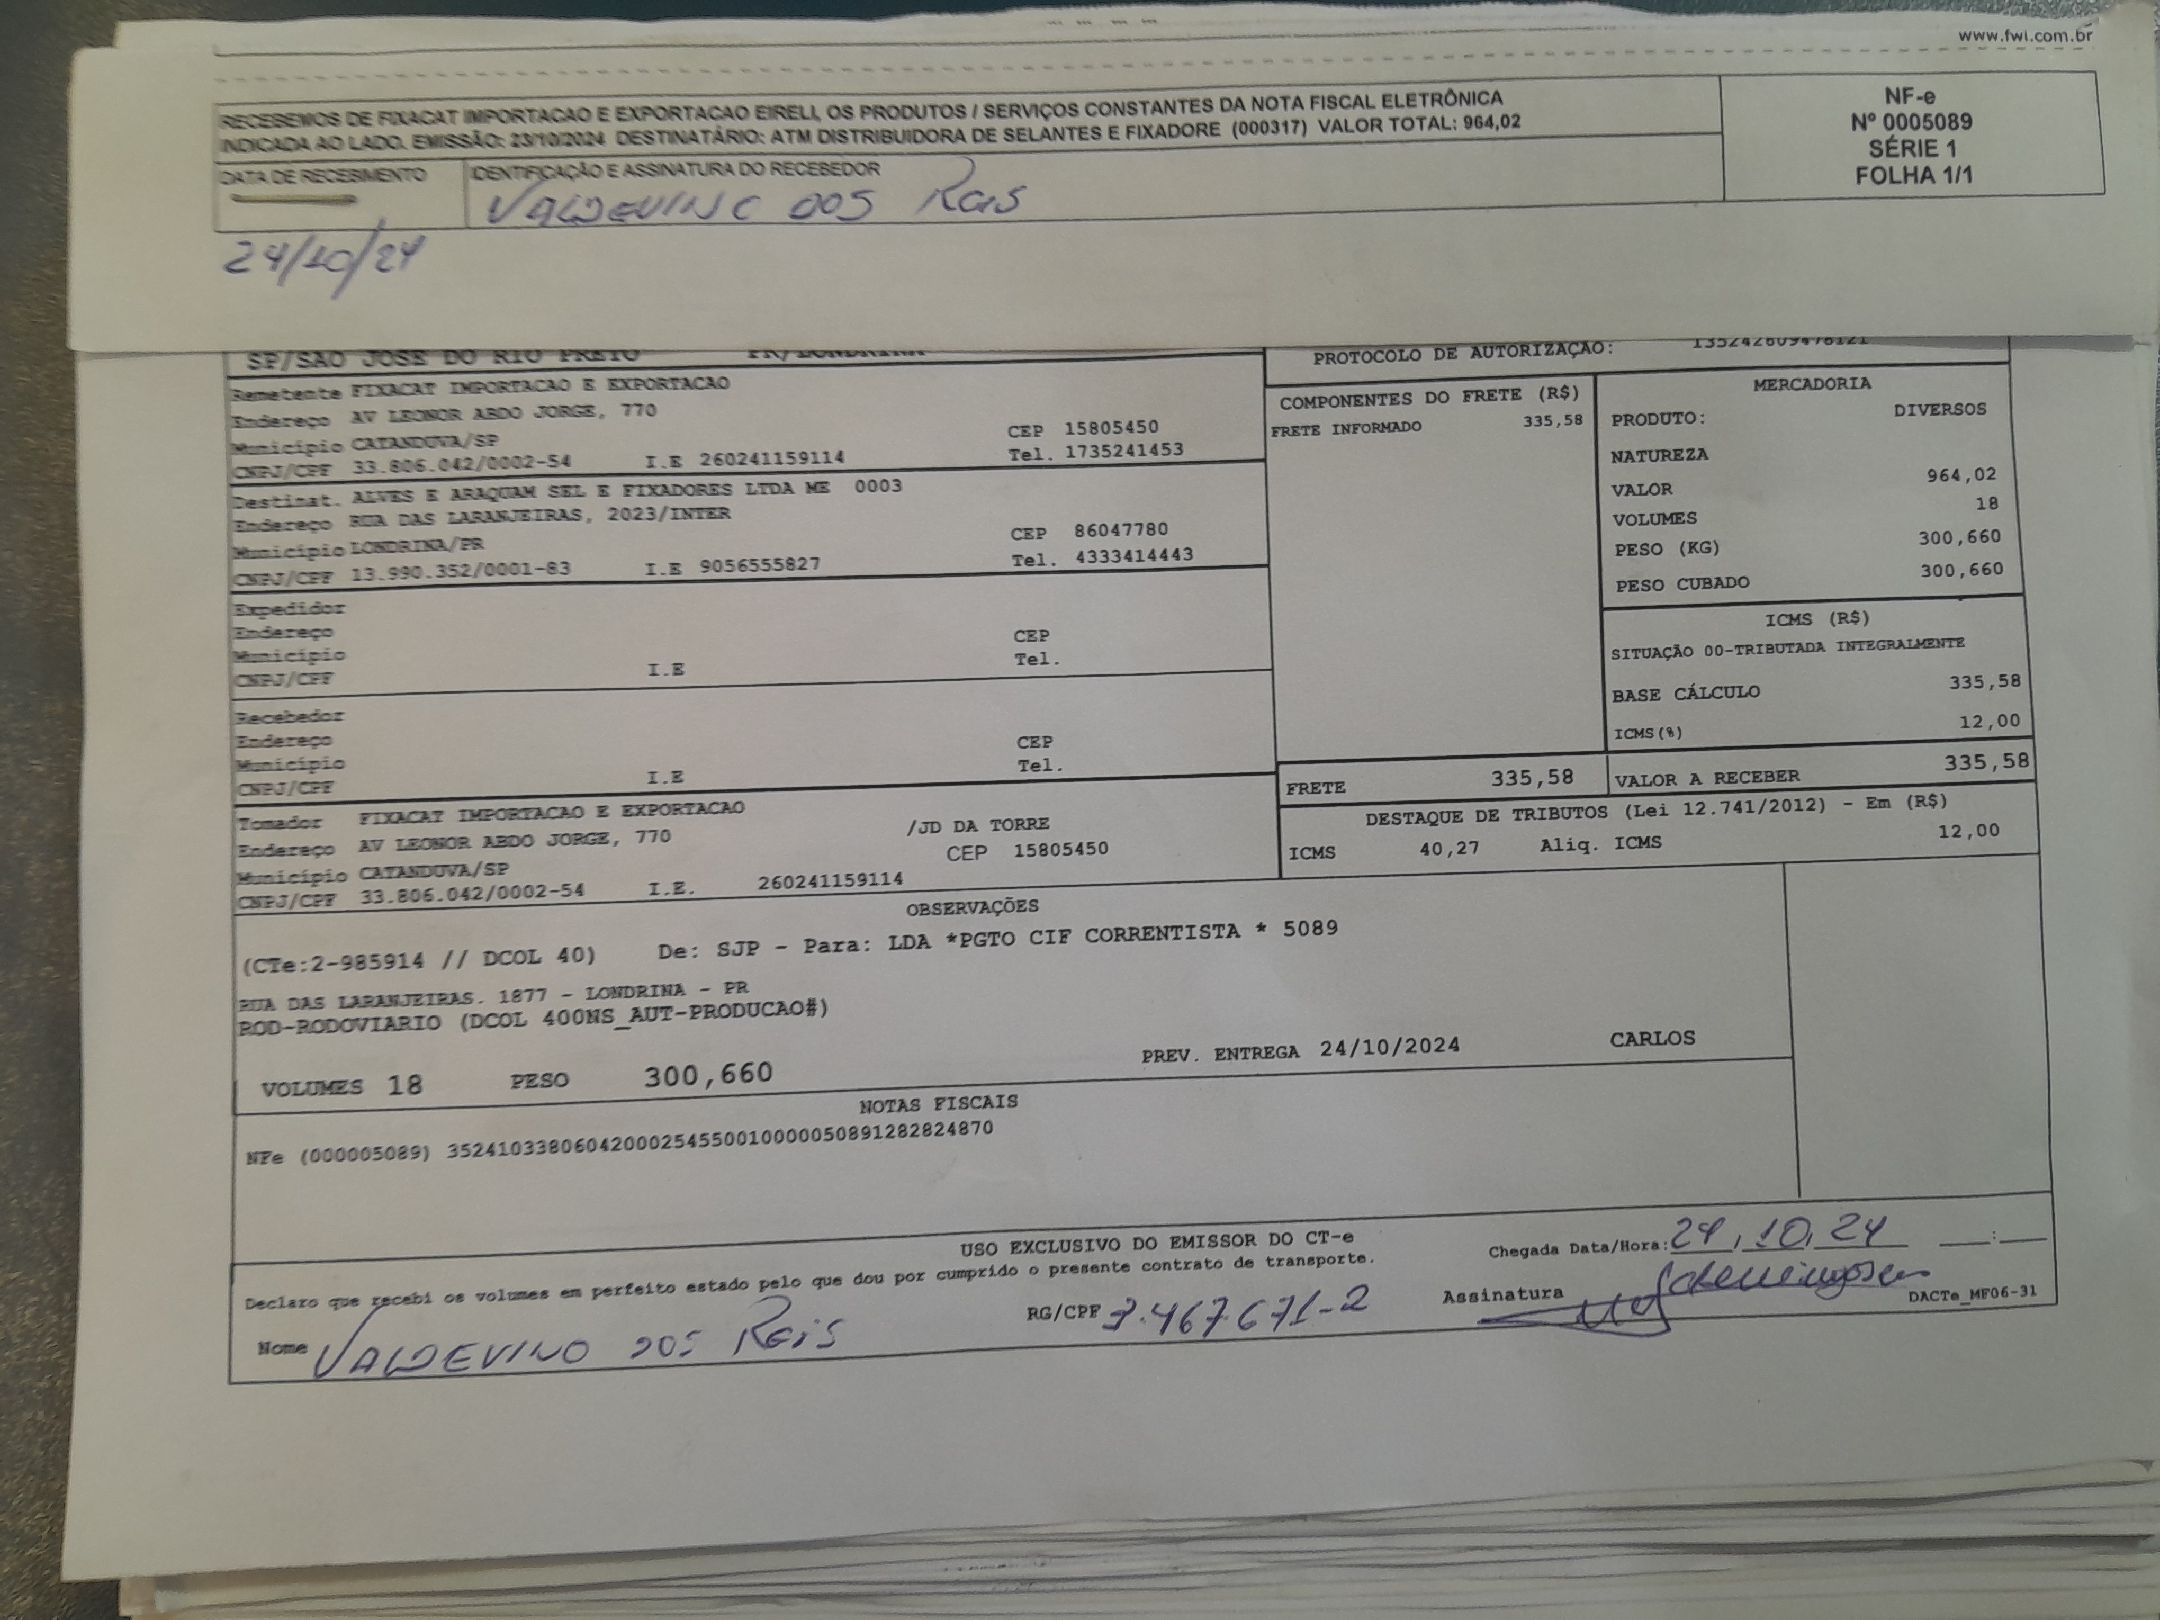 www.fwi.com.br
RECEBEMOS DE FIXACAT IMPORTACAO E EXPORTACAO EIRELI, OS PRODUTOS / SERVIÇOS CONSTANTES DA NOTA FISCAL ELETRÔNICA
INDICADA AO LADO. EMISSÃO: 23/10/2024 DESTINATÁRIO: ATM DISTRIBUIDORA DE SELANTES E FIXADORE (000317) VALOR TOTAL: 964,02
NF-e
Nº 0005089
SÉRIE 1
FOLHA 1/1
DATA DE RECEBIMENTO
IDENTIFICAÇÃO E ASSINATURA DO RECEBEDOR
VALDEVINO DOS Reis
24/10/24
SP/SAO JOSE DO RIO PRETO PR/LONDRINA
PROTOCOLO DE AUTORIZAÇÃO: 135242809478121
Remetente FIXACAT IMPORTACAO E EXPORTACAO
Endereço AV LEONOR ABDO JORGE, 770
Município CATANDUVA/SP CEP 15805450
CNPJ/CPF 33.806.042/0002-54 I.E 260241159114 Tel. 1735241453
Destinat. ALVES E ARAQUAM SEL E FIXADORES LTDA ME 0003
Endereço RUA DAS LARANJEIRAS, 2023/INTER
Município LONDRINA/PR CEP 86047780
CNPJ/CPF 13.990.352/0001-83 I.E 9056555827 Tel. 4333414443
Expedidor
Endereço
Município CEP
CNPJ/CPF I.E Tel.
Recebedor
Endereço
Município CEP
CNPJ/CPF I.E Tel.
Tomador FIXACAT IMPORTACAO E EXPORTACAO
Endereço AV LEONOR ABDO JORGE, 770 /JD DA TORRE
Município CATANDUVA/SP CEP 15805450
CNPJ/CPF 33.806.042/0002-54 I.E. 260241159114
COMPONENTES DO FRETE (R$)
FRETE INFORMADO 335,58
MERCADORIA
PRODUTO: DIVERSOS
NATUREZA
VALOR 964,02
VOLUMES 18
PESO (KG) 300,660
PESO CUBADO 300,660
ICMS (R$)
SITUAÇÃO 00-TRIBUTADA INTEGRALMENTE
BASE CÁLCULO 335,58
ICMS(%) 12,00
FRETE 335,58 VALOR A RECEBER 335,58
DESTAQUE DE TRIBUTOS (Lei 12.741/2012) - Em (R$)
ICMS 40,27 Aliq. ICMS 12,00
OBSERVAÇÕES
(CTe:2-985914 // DCOL 40) De: SJP - Para: LDA *PGTO CIF CORRENTISTA * 5089
RUA DAS LARANJEIRAS. 1877 - LONDRINA - PR
ROD-RODOVIARIO (DCOL 400NS_AUT-PRODUCAO#)
VOLUMES 18 PESO 300,660 PREV. ENTREGA 24/10/2024 CARLOS
NOTAS FISCAIS
NFe (000005089) 35241033806042000254550010000050891282824870
USO EXCLUSIVO DO EMISSOR DO CT-e
Declaro que recebi os volumes em perfeito estado pelo que dou por cumprido o presente contrato de transporte.
Chegada Data/Hora: 24,10,24 __:__
Nome VALDEVINO DOS Reis RG/CPF 3.467.671-2 Assinatura
DACTe_MF06-31